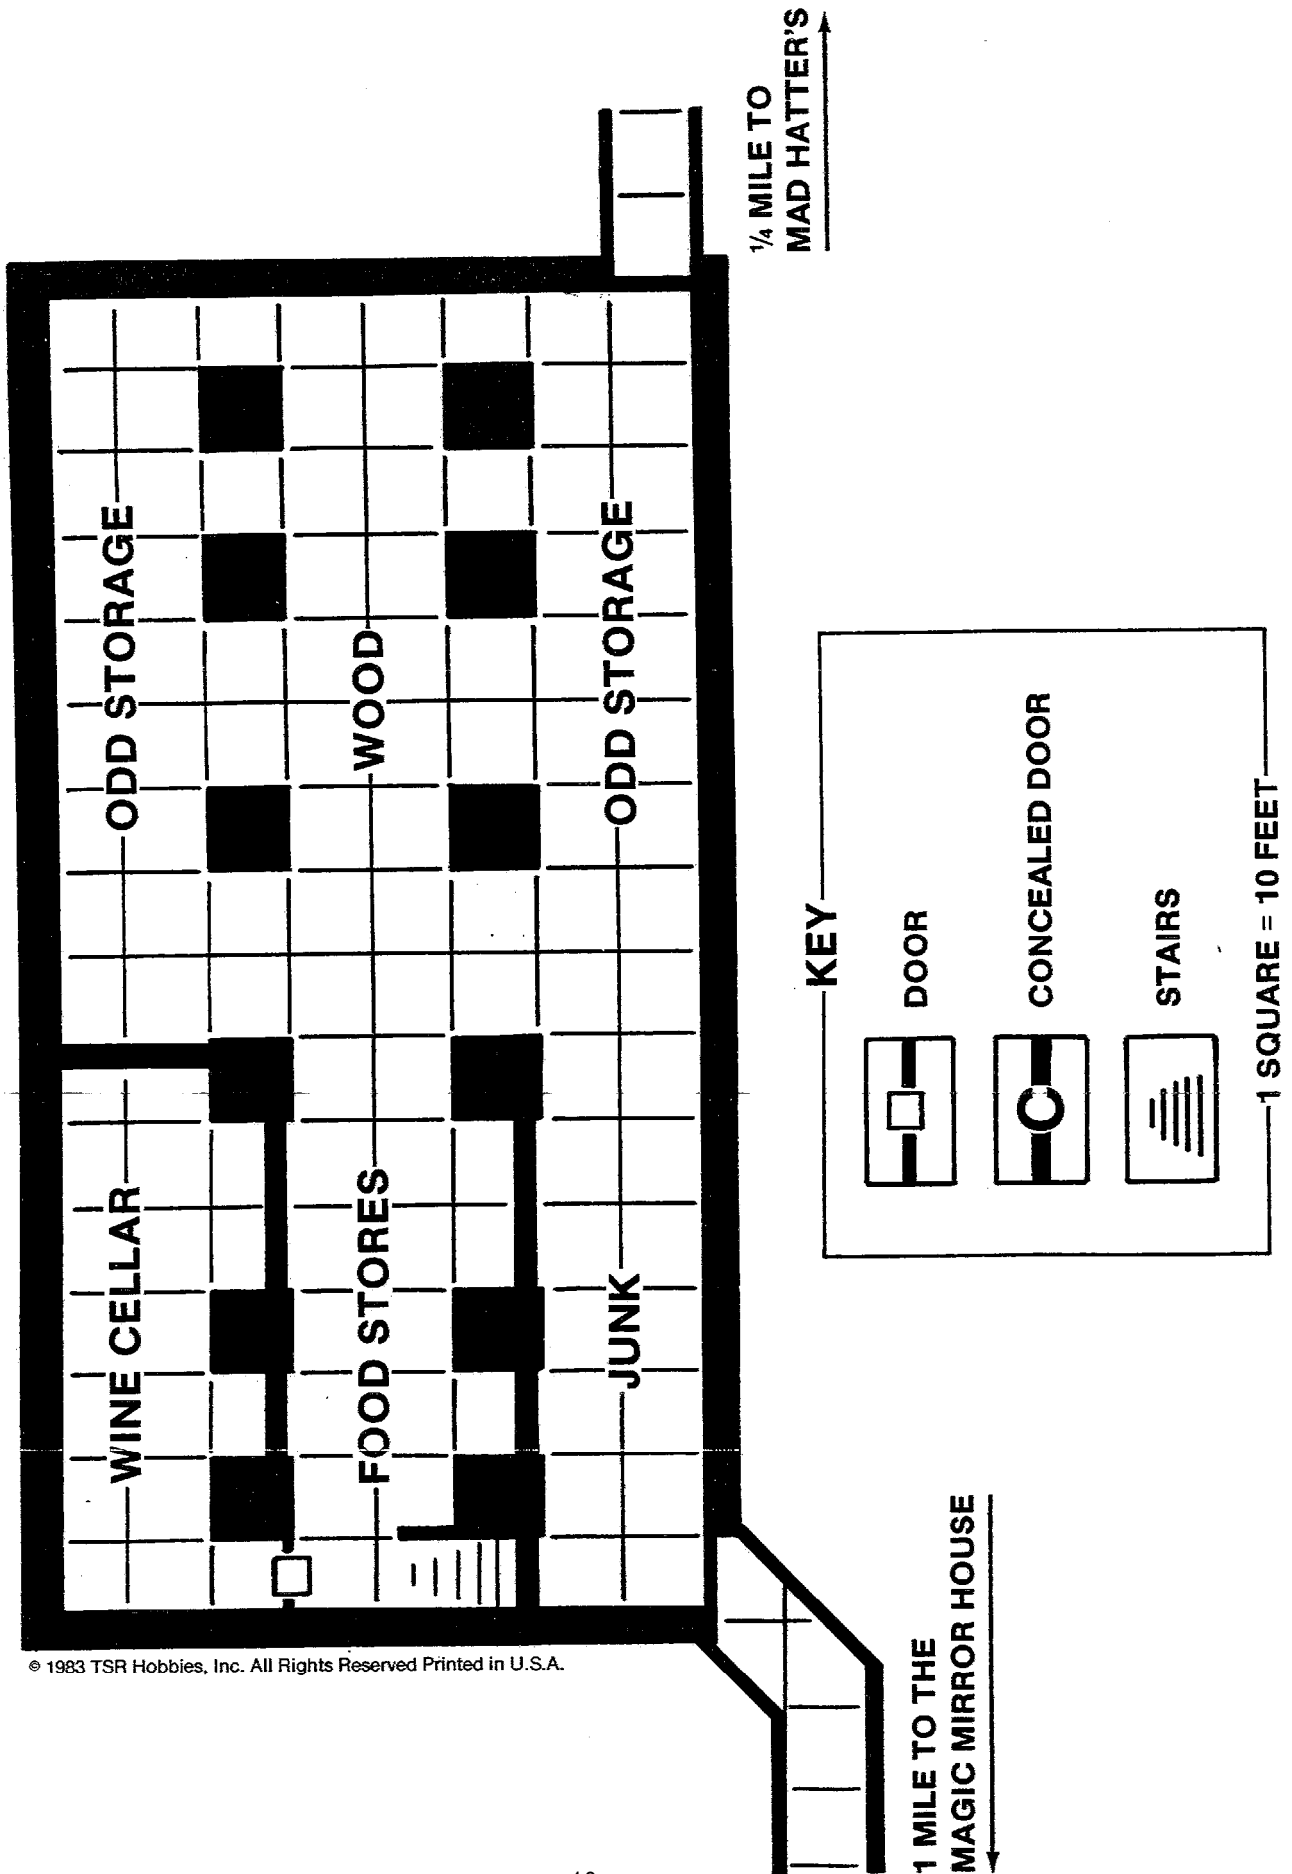 WINE CELLAR
ODD STORAGE
FOOD STORES
WOOD
JUNK
ODD STORAGE
¼ MILE TO
MAD HATTER'S
1 MILE TO THE
MAGIC MIRROR HOUSE
KEY
DOOR
C CONCEALED DOOR
STAIRS
1 SQUARE = 10 FEET
© 1983 TSR Hobbies, Inc. All Rights Reserved Printed in U.S.A.